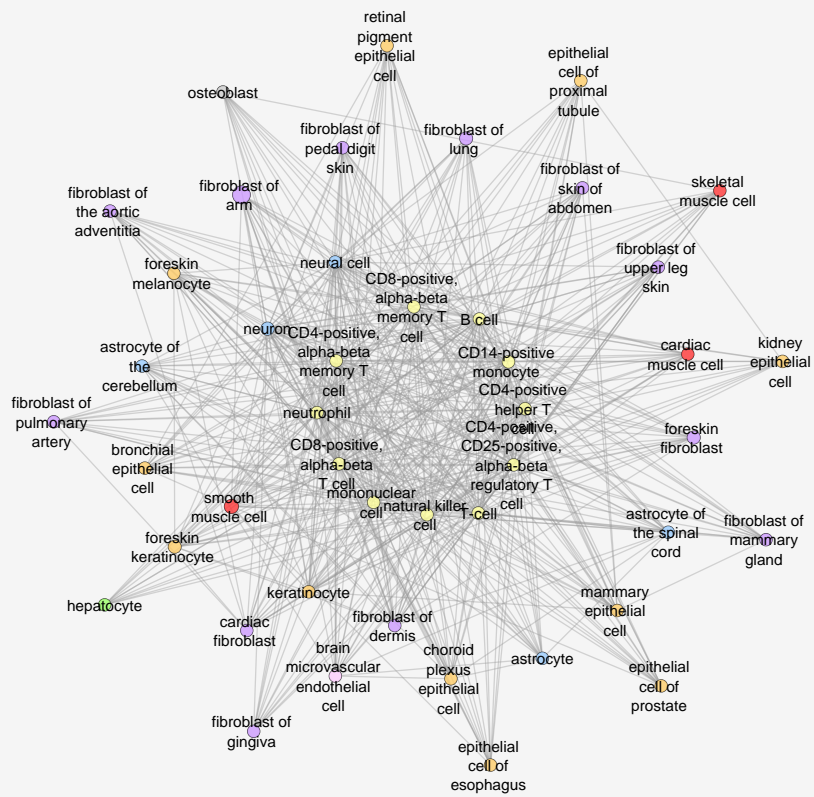 retinal
pigment
epithelial
cell
epithelial
cell of
proximal
tubule
osteoblast
fibroblast of
pedal digit
skin
fibroblast of
lung
fibroblast of
skin of
abdomen
skeletal
muscle cell
fibroblast of
the aortic
adventitia
fibroblast of
arm
foreskin
melanocyte
neural cell
fibroblast of
upper leg
skin
CD8-positive,
alpha-beta
memory T
cell
B cell
neuron
CD4-positive,
alpha-beta
memory T
cell
CD14-positive
monocyte
cardiac
muscle cell
kidney
epithelial
cell
astrocyte of
the
cerebellum
CD4-positive
helper T
cell
fibroblast of
pulmonary
artery
neutrophil
CD4-positive,
CD25-positive,
alpha-beta
regulatory T
cell
foreskin
fibroblast
bronchial
epithelial
cell
CD8-positive,
alpha-beta
T cell
smooth
muscle cell
mononuclear
cell
natural killer
cell
T-cell
astrocyte of
the spinal
cord
fibroblast of
mammary
gland
foreskin
keratinocyte
hepatocyte
keratinocyte
mammary
epithelial
cell
cardiac
fibroblast
fibroblast of
dermis
brain
microvascular
endothelial
cell
choroid
plexus
epithelial
cell
astrocyte
epithelial
cell of
prostate
fibroblast of
gingiva
epithelial
cell of
esophagus